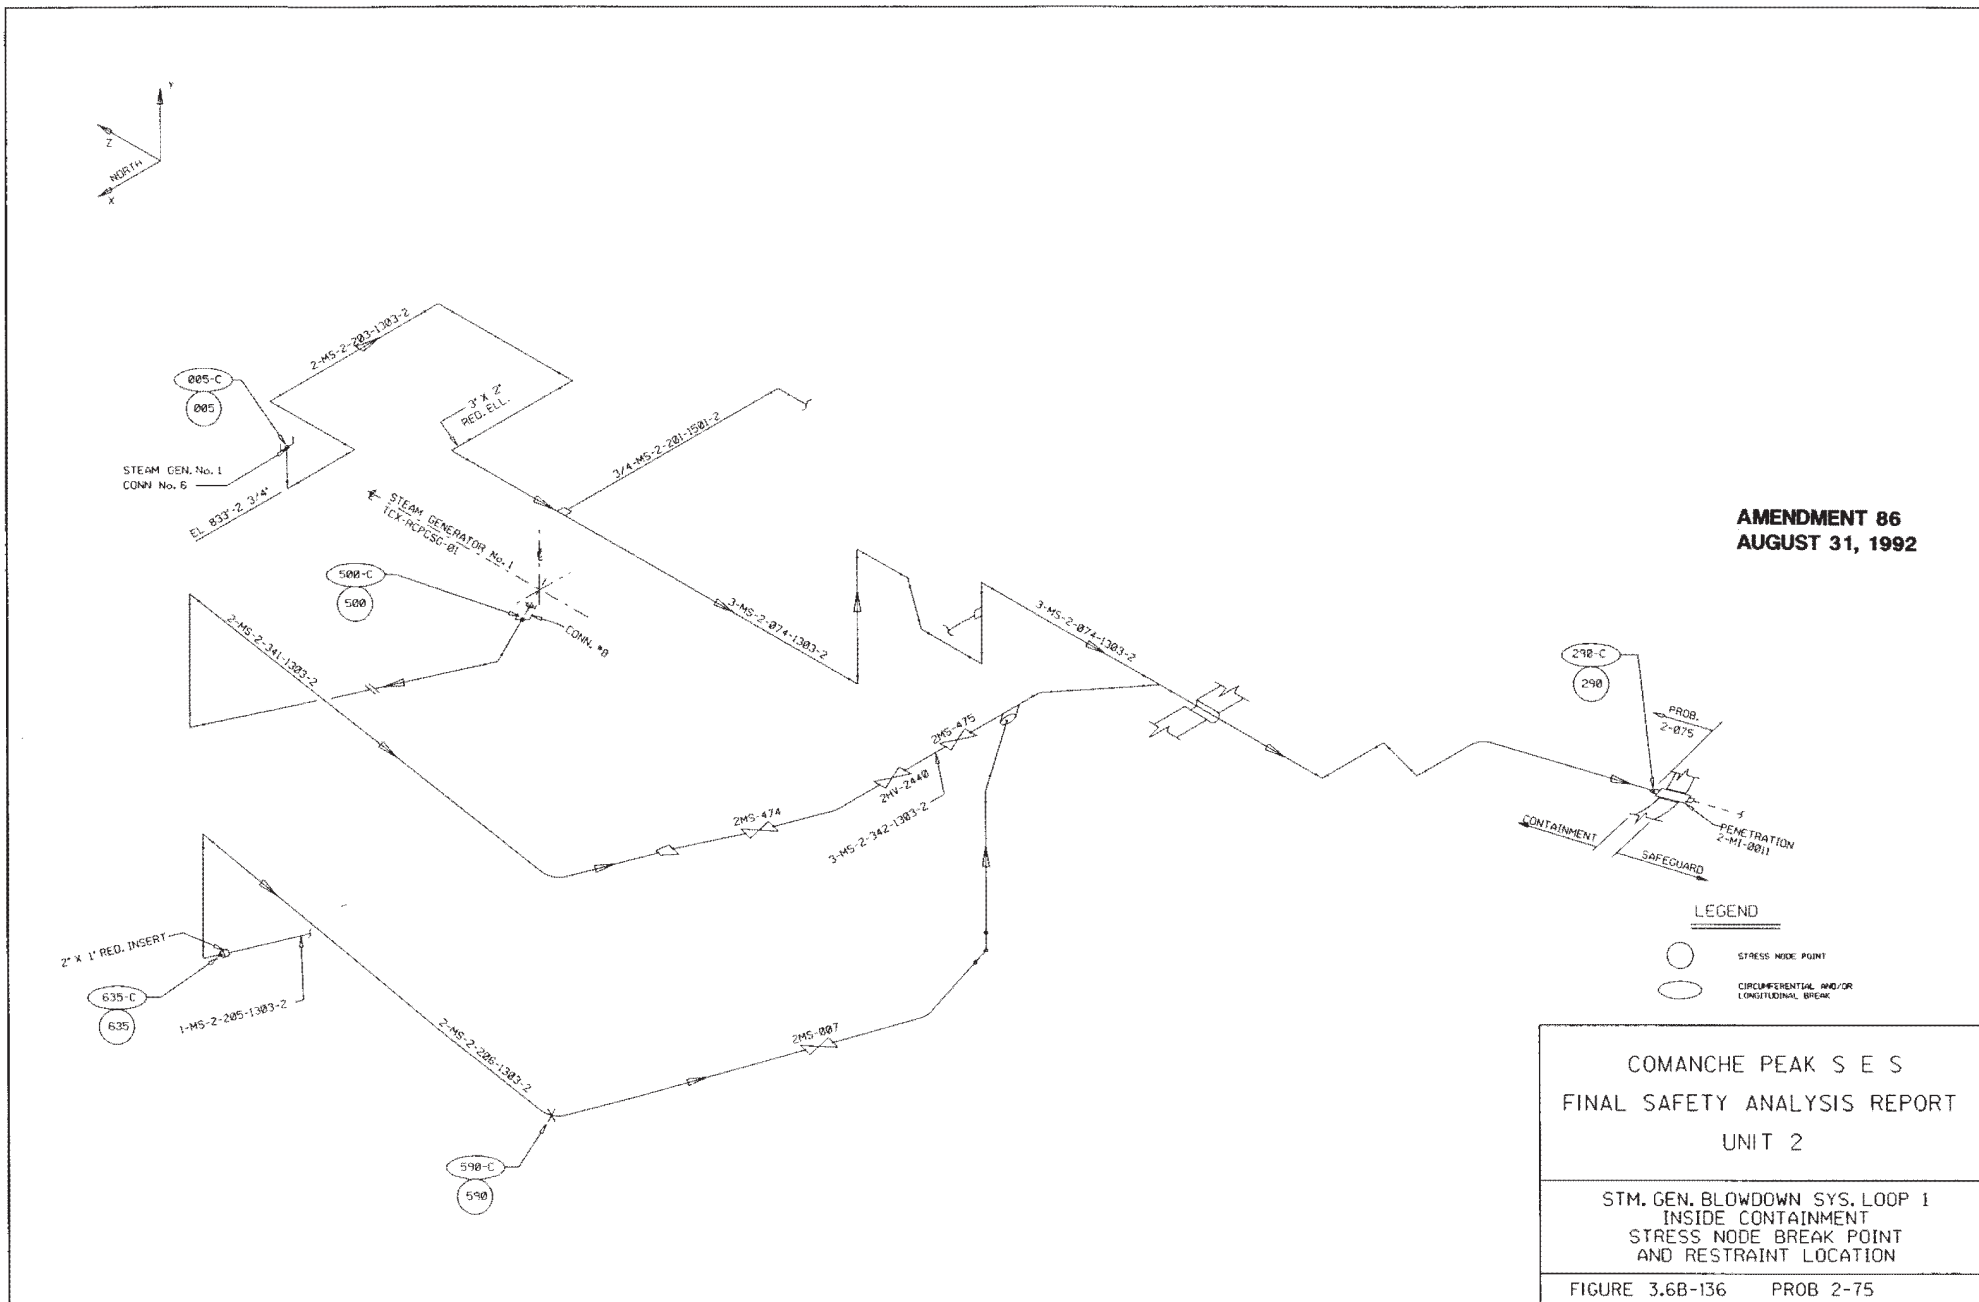 Y
Z
NORTH
X
2-MS-2-203-1303-2
005-C
005
3" X 2"
RED. ELL.
3/4-MS-2-201-1501-2
STEAM GEN. No. 1
CONN No. 6
EL 833'-2 3/4"
STEAM GENERATOR No. 1
TCX-RCPCSG-01
AMENDMENT 86
AUGUST 31, 1992
500-C
500
CONN. #8
2-MS-2-341-1303-2
3-MS-2-074-1303-2
3-MS-2-074-1303-2
290-C
290
PROB.
2-075
2MS-475
2HV-2440
2MS-474
3-MS-2-342-1303-2
CONTAINMENT
SAFEGUARD
PENETRATION
2-MI-0011
LEGEND
STRESS NODE POINT
CIRCUMFERENTIAL AND/OR
LONGITUDINAL BREAK
2" X 1" RED. INSERT
635-C
635
1-MS-2-205-1303-2
2-MS-2-206-1303-2
2MS-007
590-C
590
COMANCHE PEAK S E S
FINAL SAFETY ANALYSIS REPORT
UNIT 2
STM. GEN. BLOWDOWN SYS. LOOP 1
INSIDE CONTAINMENT
STRESS NODE BREAK POINT
AND RESTRAINT LOCATION
FIGURE 3.6B-136 PROB 2-75